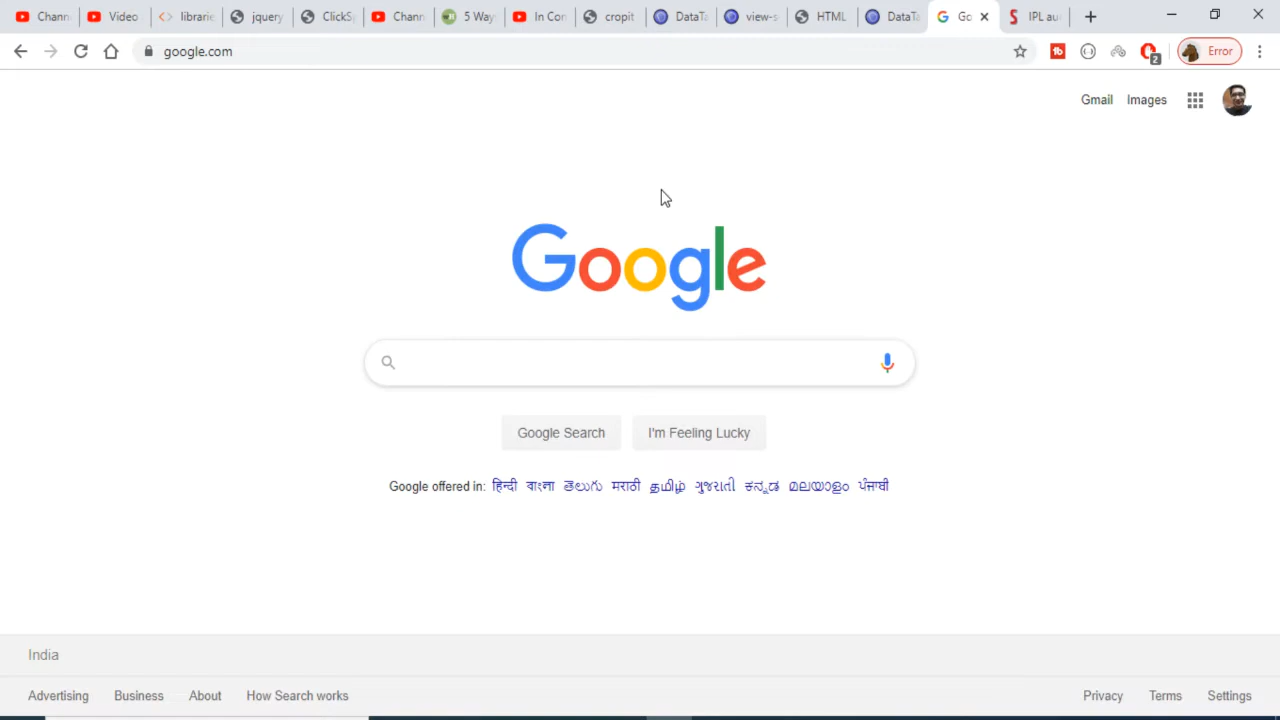 Chann Video librarie jquery ClickS Chann 5 Way In Con cropit DataTa view-s HTML DataTa Go IPL au
google.com
2
Error
Gmail Images
Google
Google Search I'm Feeling Lucky
Google offered in: हिन्दी বাংলা తెలుగు मराठी தமிழ் ગુજરાતી ಕನ್ನಡ മലയാളം ਪੰਜਾਬੀ
India
Advertising Business About How Search works Privacy Terms Settings